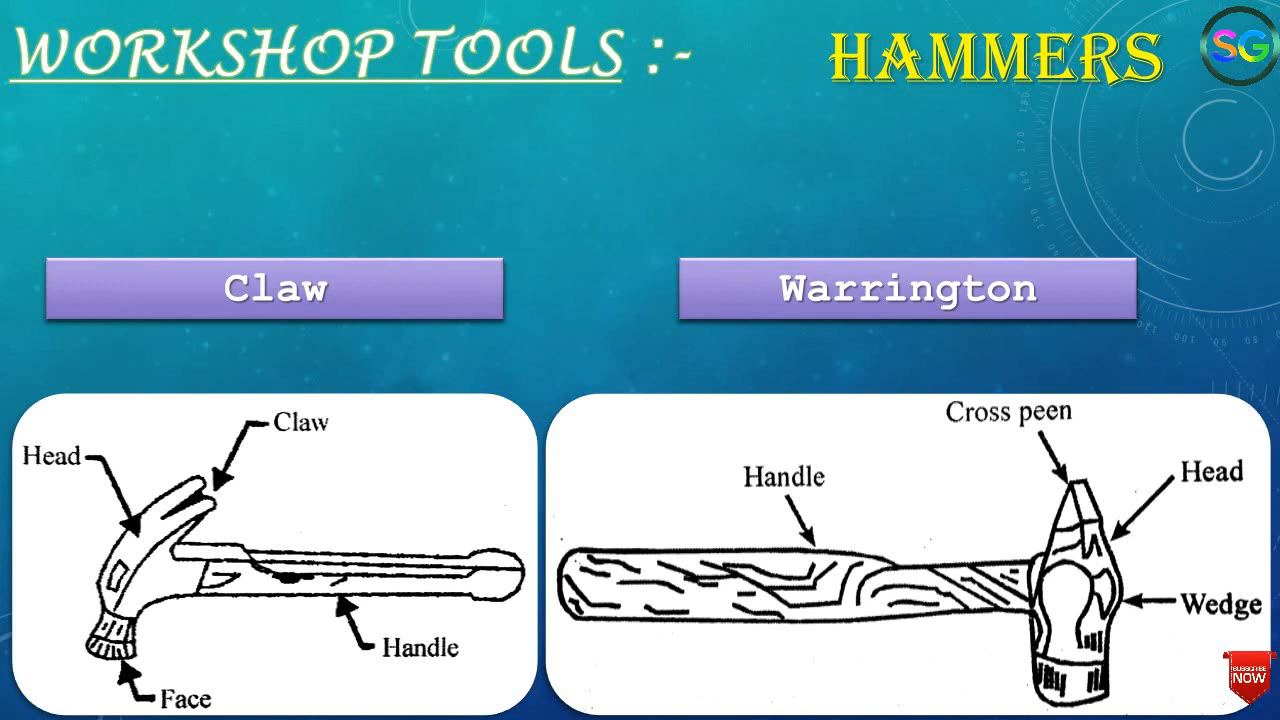 WORKSHOP TOOLS :-
HAMMERS
SG
Claw
Warrington
Claw
Head
Handle
Face
Cross peen
Handle
Head
Wedge
SUBSCRIBE
NOW